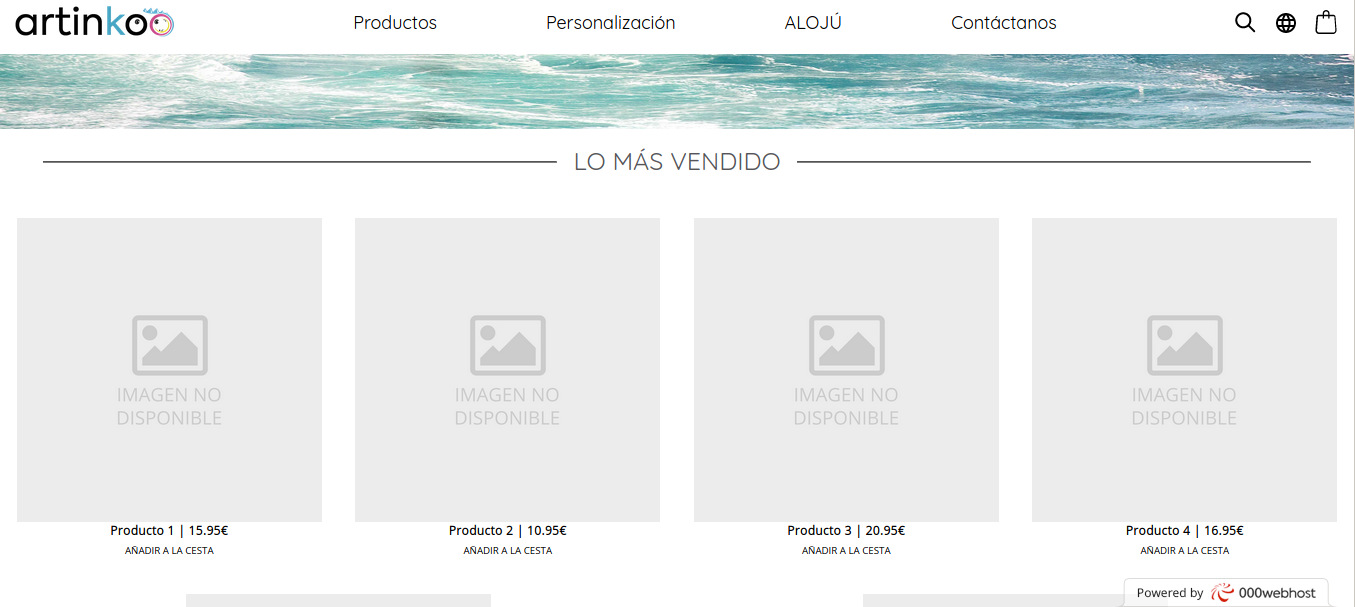 artinkoo
Productos
Personalización
ALOJÚ
Contáctanos
LO MÁS VENDIDO
IMAGEN NO
DISPONIBLE
IMAGEN NO
DISPONIBLE
IMAGEN NO
DISPONIBLE
IMAGEN NO
DISPONIBLE
Producto 1 | 15.95€
AÑADIR A LA CESTA
Producto 2 | 10.95€
AÑADIR A LA CESTA
Producto 3 | 20.95€
AÑADIR A LA CESTA
Producto 4 | 16.95€
AÑADIR A LA CESTA
Powered by 000webhost